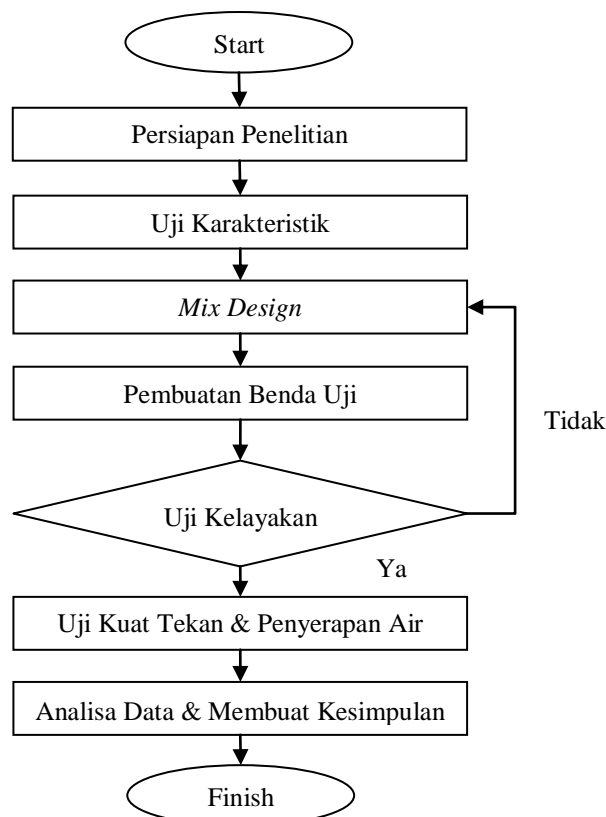 Start
Persiapan Penelitian
Uji Karakteristik
Mix Design
Pembuatan Benda Uji
Tidak
Uji Kelayakan
Ya
Uji Kuat Tekan & Penyerapan Air
Analisa Data & Membuat Kesimpulan
Finish